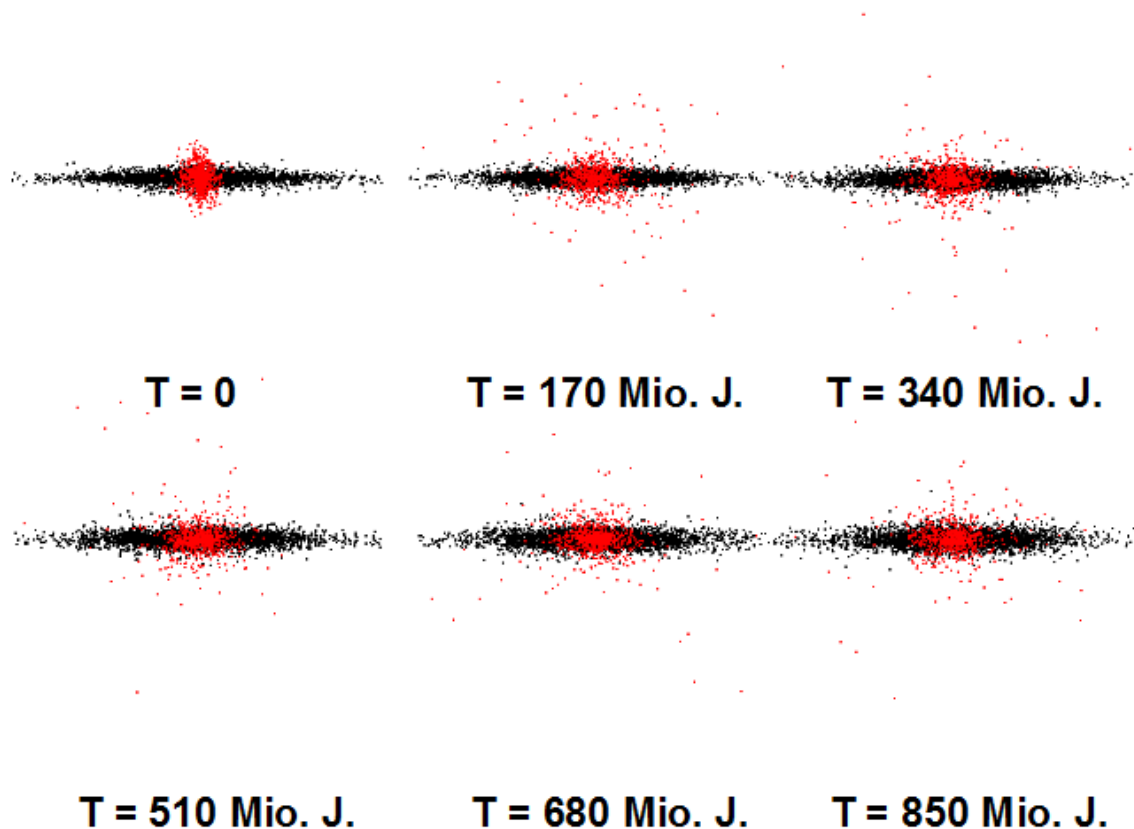 T = 0
T = 170 Mio. J.
T = 340 Mio. J.
T = 510 Mio. J.
T = 680 Mio. J.
T = 850 Mio. J.